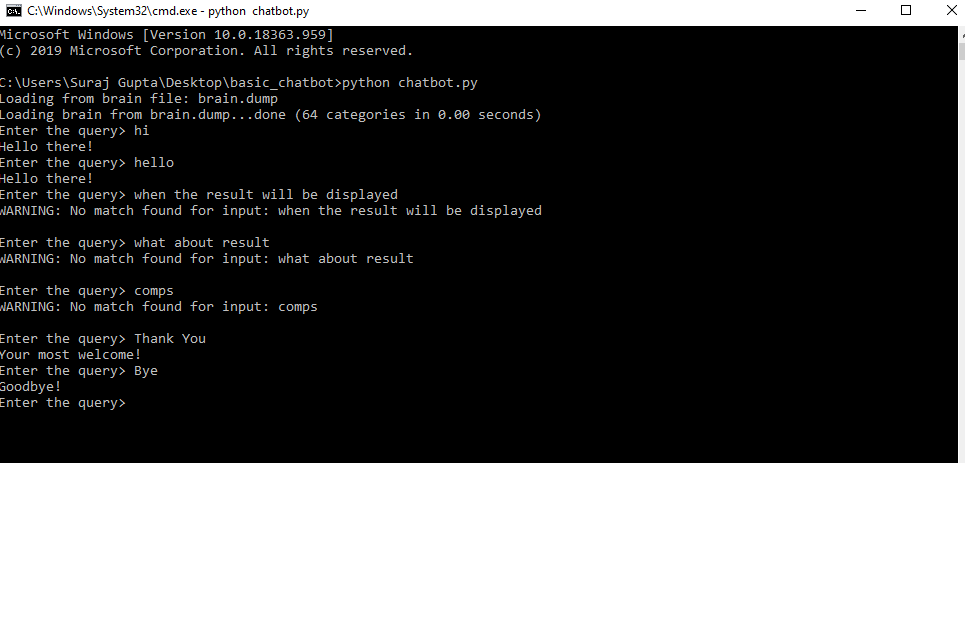 C:\Windows\System32\cmd.exe - python  chatbot.py
Microsoft Windows [Version 10.0.18363.959]
(c) 2019 Microsoft Corporation. All rights reserved.
C:\Users\Suraj Gupta\Desktop\basic_chatbot>python chatbot.py
Loading from brain file: brain.dump
Loading brain from brain.dump...done (64 categories in 0.00 seconds)
Enter the query> hi
Hello there!
Enter the query> hello
Hello there!
Enter the query> when the result will be displayed
WARNING: No match found for input: when the result will be displayed
Enter the query> what about result
WARNING: No match found for input: what about result
Enter the query> comps
WARNING: No match found for input: comps
Enter the query> Thank You
Your most welcome!
Enter the query> Bye
Goodbye!
Enter the query>